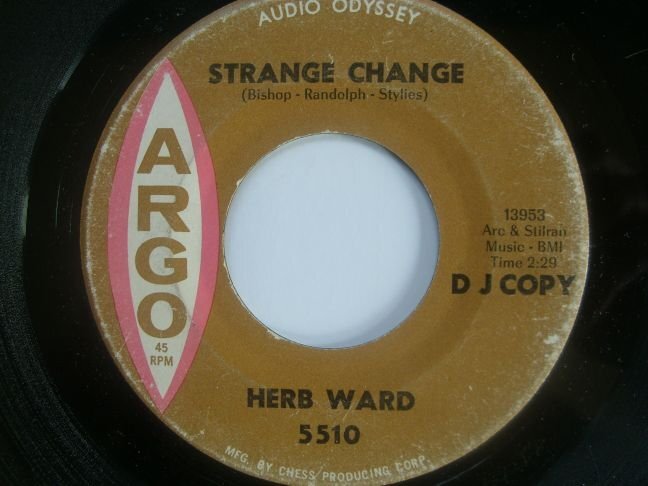 AUDIO ODYSSEY
STRANGE CHANGE
(Bishop - Randolph - Stylies)
ARGO
45
RPM
13953
Arc & Stilran
Music - BMI
Time 2:29
D J COPY
HERB WARD
5510
MFG. BY CHESS PRODUCING CORP.